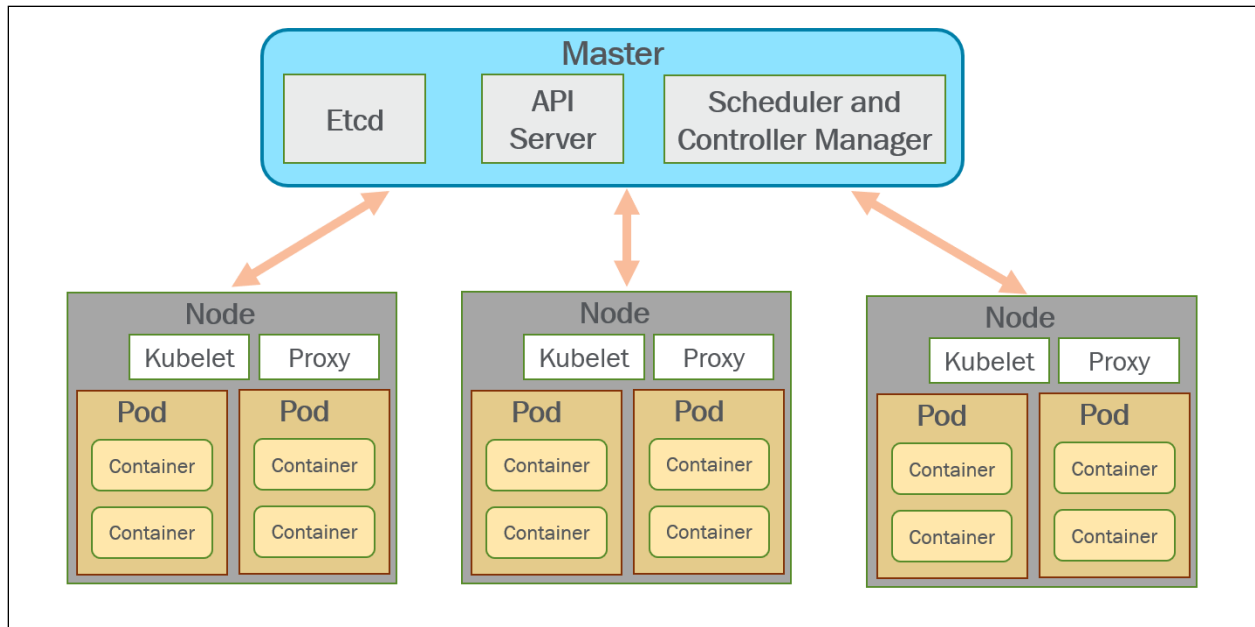 Master
Etcd
API
Server
Scheduler and
Controller Manager
Node
Kubelet
Proxy
Pod
Container
Container
Pod
Container
Container
Node
Kubelet
Proxy
Pod
Container
Container
Pod
Container
Container
Node
Kubelet
Proxy
Pod
Container
Container
Pod
Container
Container